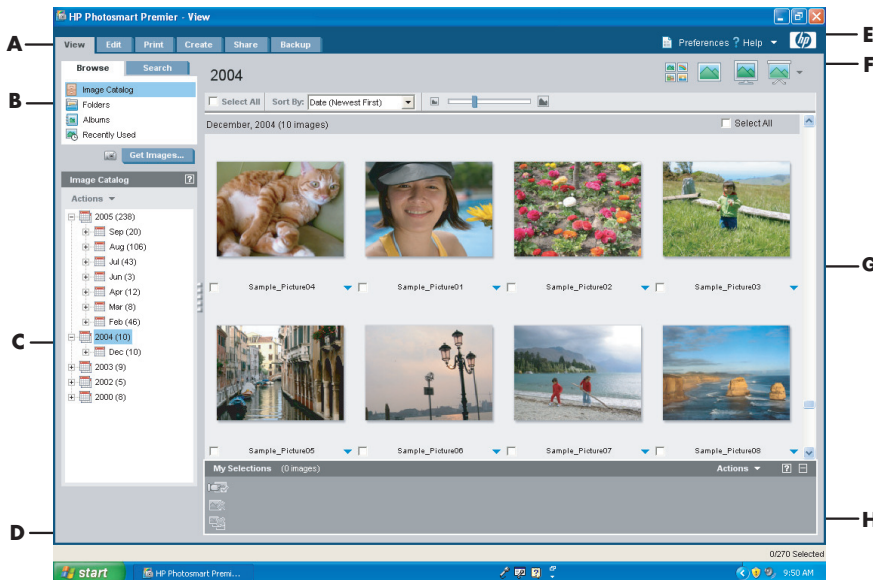 HP Photosmart Premier - View
A
View Edit Print Create Share Backup
Preferences ? Help
hp
E
F
Browse Search
2004
B
Image Catalog
Folders
Albums
Recently Used
Select All Sort By: Date (Newest First)
December, 2004 (10 images)
Select All
Get Images...
Image Catalog ?
Actions
2005 (238)
Sep (20)
Aug (106)
Jul (43)
Jun (3)
Apr (12)
Mar (8)
Feb (46)
C
2004 (10)
Dec (10)
2003 (9)
2002 (5)
2000 (8)
Sample_Picture04 Sample_Picture01 Sample_Picture02 Sample_Picture03
G
Sample_Picture05 Sample_Picture06 Sample_Picture07 Sample_Picture08
My Selections (0 images) Actions ?
D
H
0/270 Selected
start HP Photosmart Premi... ? 9:50 AM